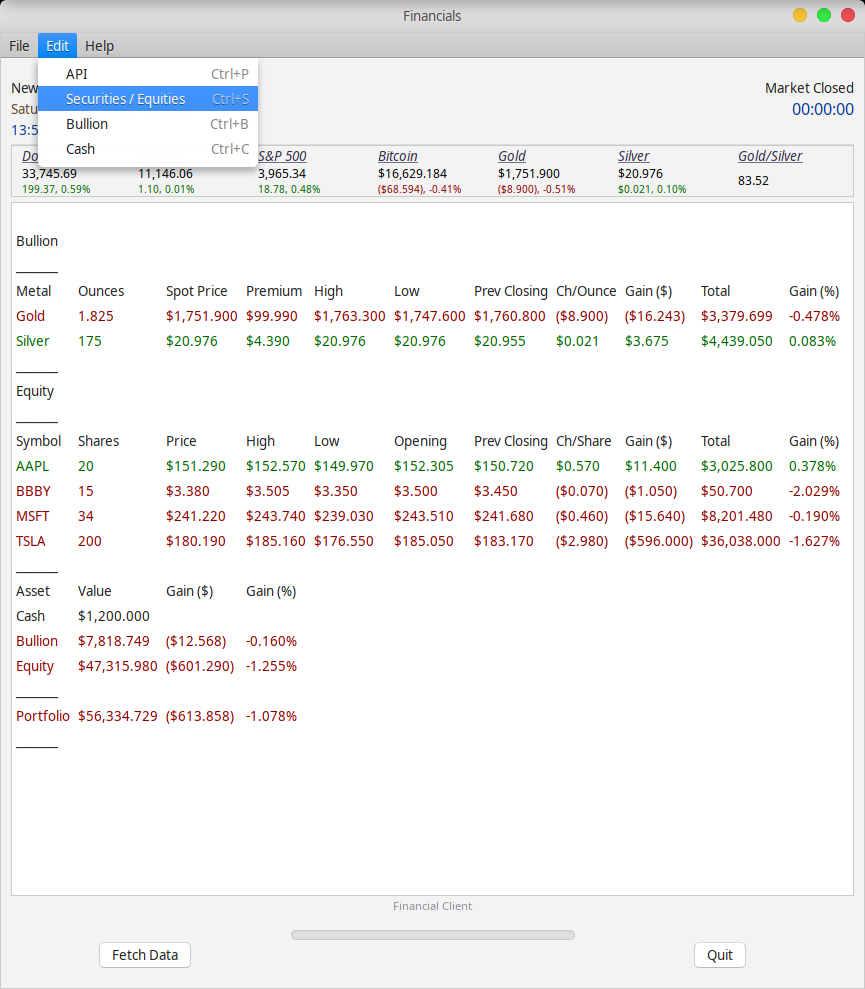 Financials
File Edit Help
API Ctrl+P
Securities / Equities Ctrl+S
Bullion Ctrl+B
Cash Ctrl+C
New
Market Closed
Satu
00:00:00
13:5
Do S&P 500 Bitcoin Gold Silver Gold/Silver
33,745.69 11,146.06 3,965.34 $16,629.184 $1,751.900 $20.976 83.52
199.37, 0.59% 1.10, 0.01% 18.78, 0.48% ($68.594), -0.41% ($8.900), -0.51% $0.021, 0.10%
Bullion
Metal Ounces Spot Price Premium High Low Prev Closing Ch/Ounce Gain ($) Total Gain (%)
Gold 1.825 $1,751.900 $99.990 $1,763.300 $1,747.600 $1,760.800 ($8.900) ($16.243) $3,379.699 -0.478%
Silver 175 $20.976 $4.390 $20.976 $20.976 $20.955 $0.021 $3.675 $4,439.050 0.083%
Equity
Symbol Shares Price High Low Opening Prev Closing Ch/Share Gain ($) Total Gain (%)
AAPL 20 $151.290 $152.570 $149.970 $152.305 $150.720 $0.570 $11.400 $3,025.800 0.378%
BBBY 15 $3.380 $3.505 $3.350 $3.500 $3.450 ($0.070) ($1.050) $50.700 -2.029%
MSFT 34 $241.220 $243.740 $239.030 $243.510 $241.680 ($0.460) ($15.640) $8,201.480 -0.190%
TSLA 200 $180.190 $185.160 $176.550 $185.050 $183.170 ($2.980) ($596.000) $36,038.000 -1.627%
Asset Value Gain ($) Gain (%)
Cash $1,200.000
Bullion $7,818.749 ($12.568) -0.160%
Equity $47,315.980 ($601.290) -1.255%
Portfolio $56,334.729 ($613.858) -1.078%
Financial Client
Fetch Data
Quit